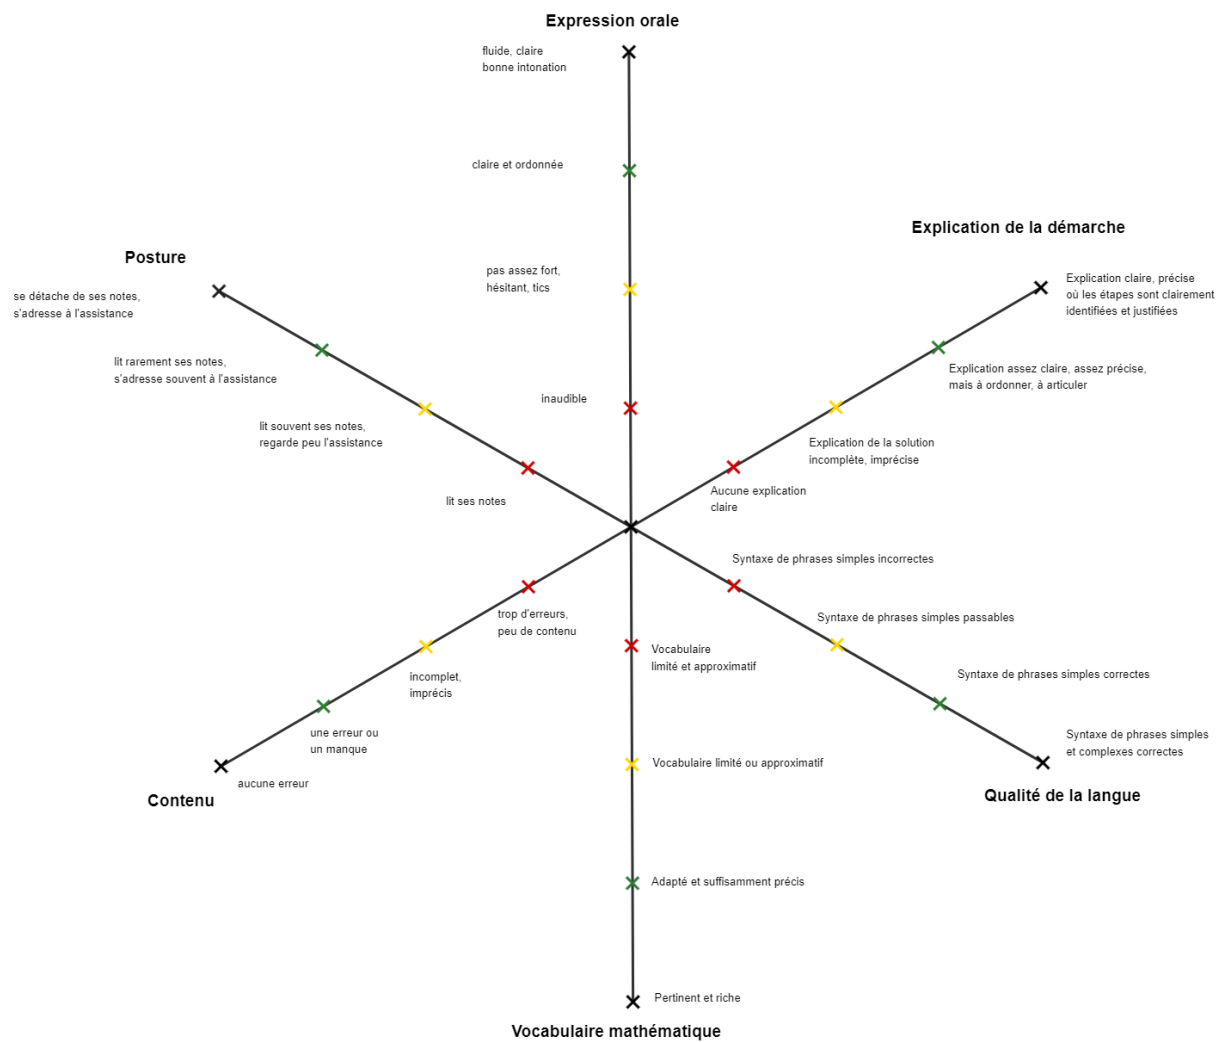 Expression orale
fluide, claire
bonne intonation
claire et ordonnée
pas assez fort,
hésitant, tics
inaudible
Explication de la démarche
Explication claire, précise
où les étapes sont clairement
identifiées et justifiées
Explication assez claire, assez précise,
mais à ordonner, à articuler
Explication de la solution
incomplète, imprécise
Aucune explication
claire
Posture
se détache de ses notes,
s'adresse à l'assistance
lit rarement ses notes,
s'adresse souvent à l'assistance
lit souvent ses notes,
regarde peu l'assistance
lit ses notes
Syntaxe de phrases simples incorrectes
Syntaxe de phrases simples passables
Syntaxe de phrases simples correctes
Syntaxe de phrases simples
et complexes correctes
Qualité de la langue
trop d'erreurs,
peu de contenu
incomplet,
imprécis
une erreur ou
un manque
aucune erreur
Contenu
Vocabulaire
limité et approximatif
Vocabulaire limité ou approximatif
Adapté et suffisamment précis
Pertinent et riche
Vocabulaire mathématique